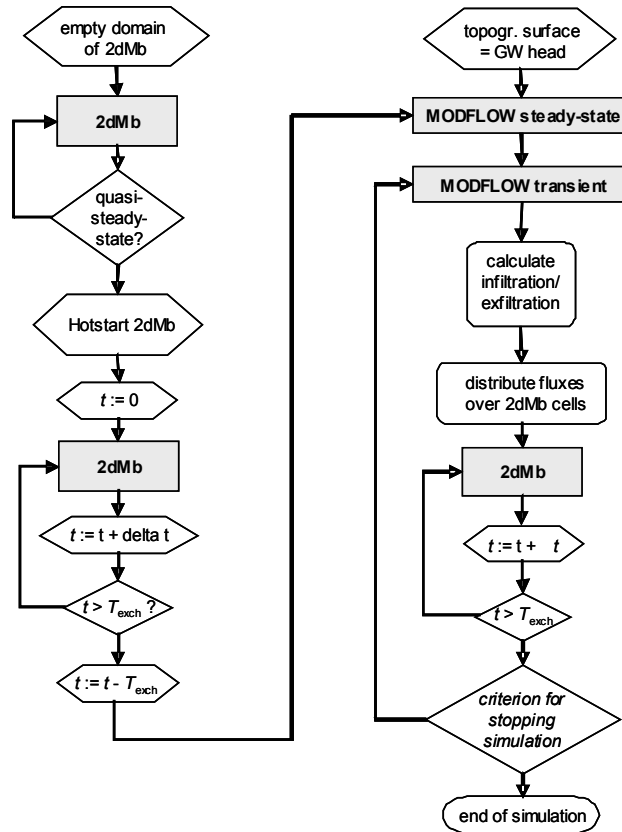 empty domain
of 2dMb
2dMb
quasi-
steady-
state?
Hotstart 2dMb
t := 0
2dMb
t := t + delta t
t > Texch ?
t := t - Texch
topogr. surface
= GW head
MODFLOW steady-state
MODFLOW transient
calculate
infiltration/
exfiltration
distribute fluxes
over 2dMb cells
2dMb
t := t + t
t > Texch
criterion for
stopping
simulation
end of simulation